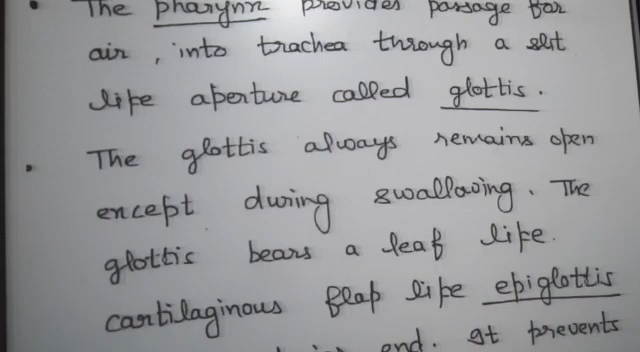 The pharynx provides passage for
air, into trachea through a slit
like aperture called glottis.
The glottis always remains open
encept during swallowing. The
glottis bears a leaf like
cartilaginous flap like epiglottis
end. It prevents